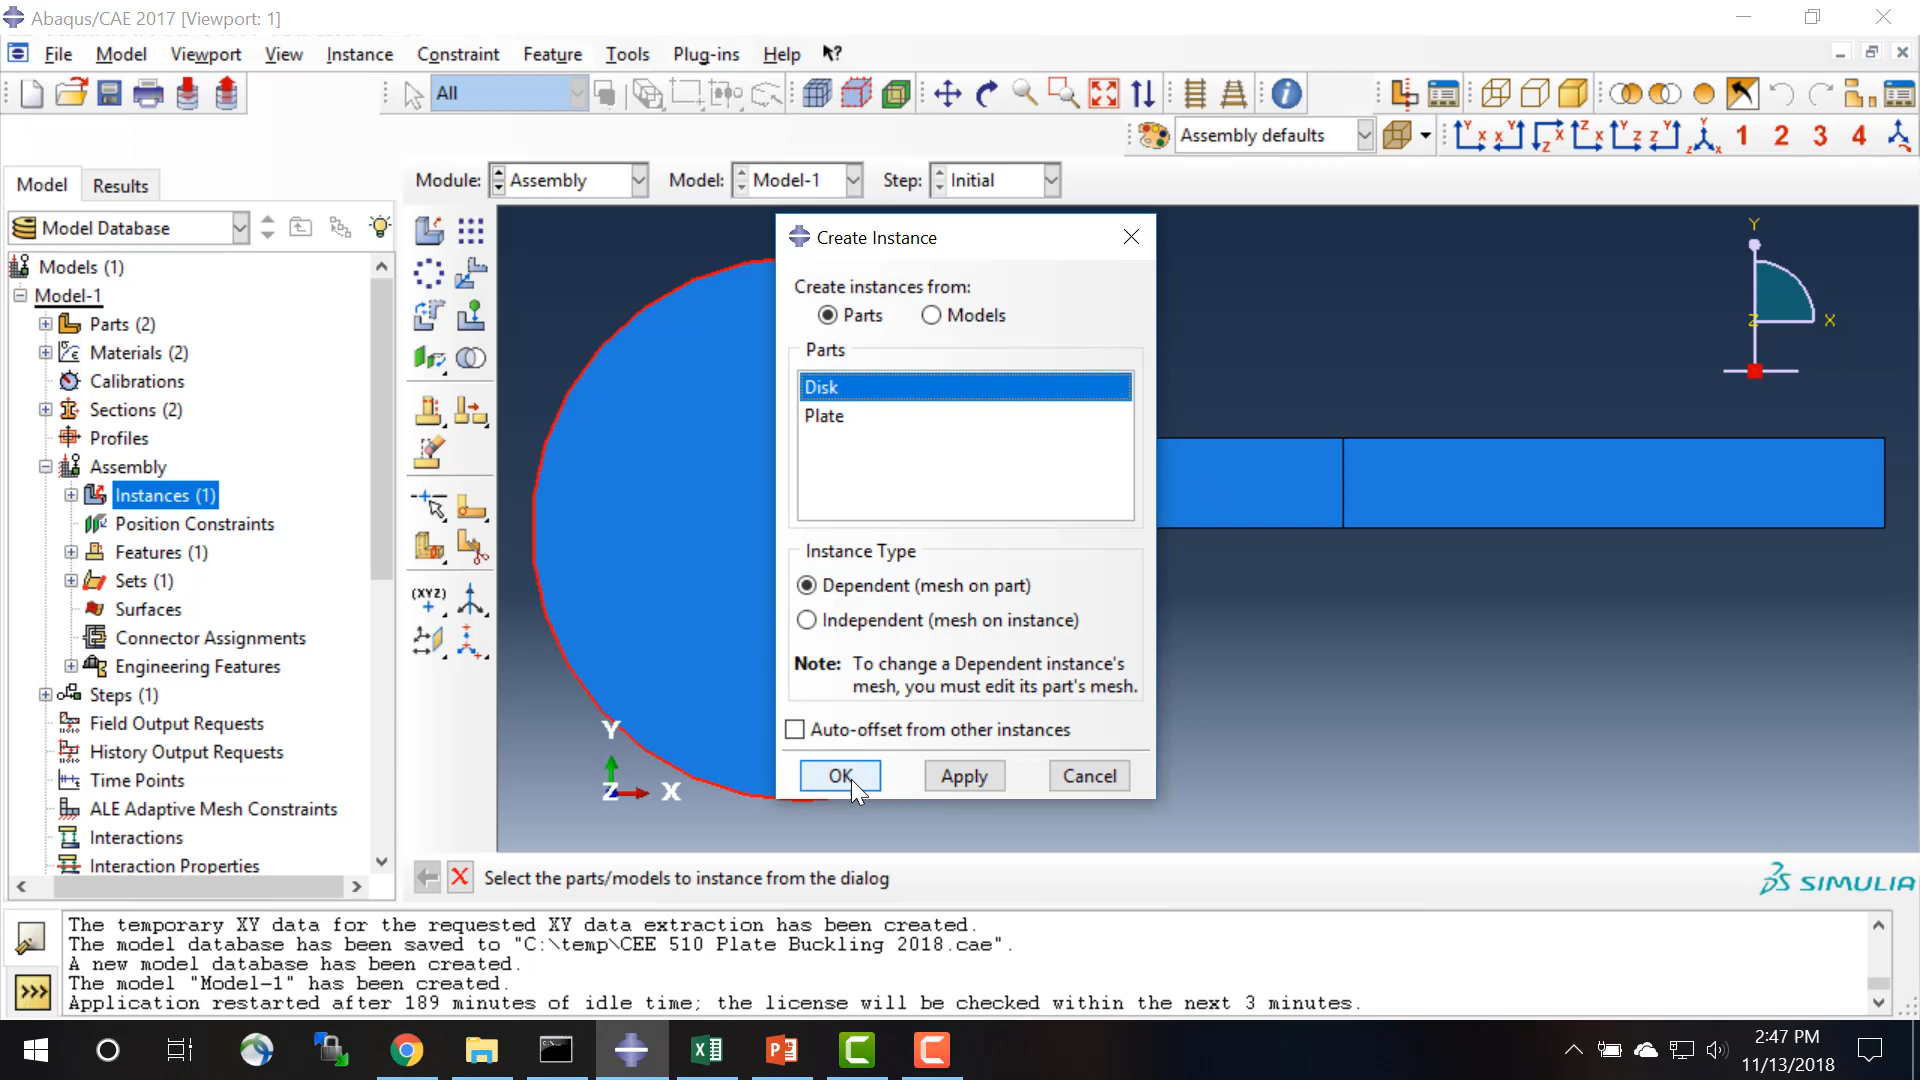 Abaqus/CAE 2017 [Viewport: 1]
File Model Viewport View Instance Constraint Feature Tools Plug-ins Help
All
Assembly defaults
Y X X Y Z X Z X Y Z Z Y Y Z X 1 2 3 4
Model Results
Module: Assembly Model: Model-1 Step: Initial
Model Database
Models (1)
Model-1
Parts (2)
Materials (2)
Calibrations
Sections (2)
Profiles
Assembly
Instances (1)
Position Constraints
Features (1)
Sets (1)
Surfaces
Connector Assignments
Engineering Features
Steps (1)
Field Output Requests
History Output Requests
Time Points
ALE Adaptive Mesh Constraints
Interactions
Interaction Properties
(XYZ)
Create Instance
Create instances from:
Parts Models
Parts
Disk
Plate
Instance Type
Dependent (mesh on part)
Independent (mesh on instance)
Note: To change a Dependent instance's
mesh, you must edit its part's mesh.
Auto-offset from other instances
OK Apply Cancel
Y
Z X
Y
Z X
Select the parts/models to instance from the dialog
SIMULIA
The temporary XY data for the requested XY data extraction has been created.
The model database has been saved to "C:\temp\CEE 510 Plate Buckling 2018.cae".
A new model database has been created.
The model "Model-1" has been created.
Application restarted after 189 minutes of idle time; the license will be checked within the next 3 minutes.
2:47 PM
11/13/2018